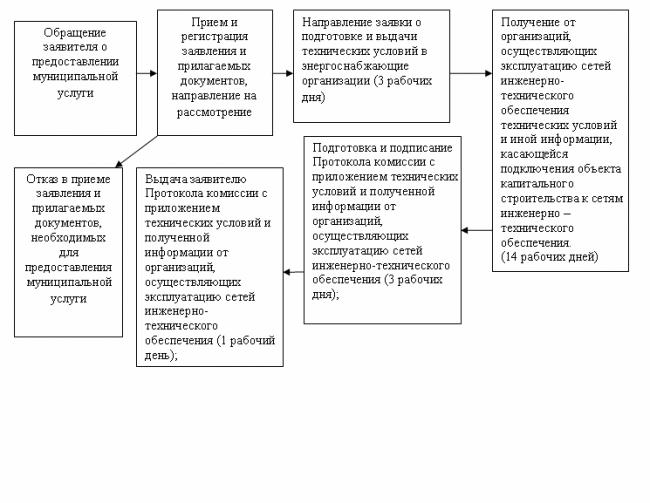 Обращение
заявителя о
предоставлении
муниципальной
услуги
Прием и
регистрация
заявления и
прилагаемых
документов,
направление на
рассмотрение
Направление заявки о
подготовке и выдачи
технических условий в
энергоснабжающие
организации (3 рабочих
дня)
Получение от
организаций,
осуществляющих
эксплуатацию сетей
инженерно-
технического
обеспечения
технических условий
и иной информации,
касающейся
подключения объекта
капитального
строительства к сетям
инженерно –
технического
обеспечения.
(14 рабочих дней)
Подготовка и подписание
Протокола комиссии с
приложением технических
условий и полученной
информации от
организаций,
осуществляющих
эксплуатацию сетей
инженерно-технического
обеспечения (3 рабочих
дня);
Выдача заявителю
Протокола комиссии с
приложением
технических условий и
полученной
информации от
организаций,
осуществляющих
эксплуатацию сетей
инженерно-
технического
обеспечения (1 рабочий
день);
Отказ в приеме
заявления и
прилагаемых
документов,
необходимых
для
предоставления
муниципальной
услуги